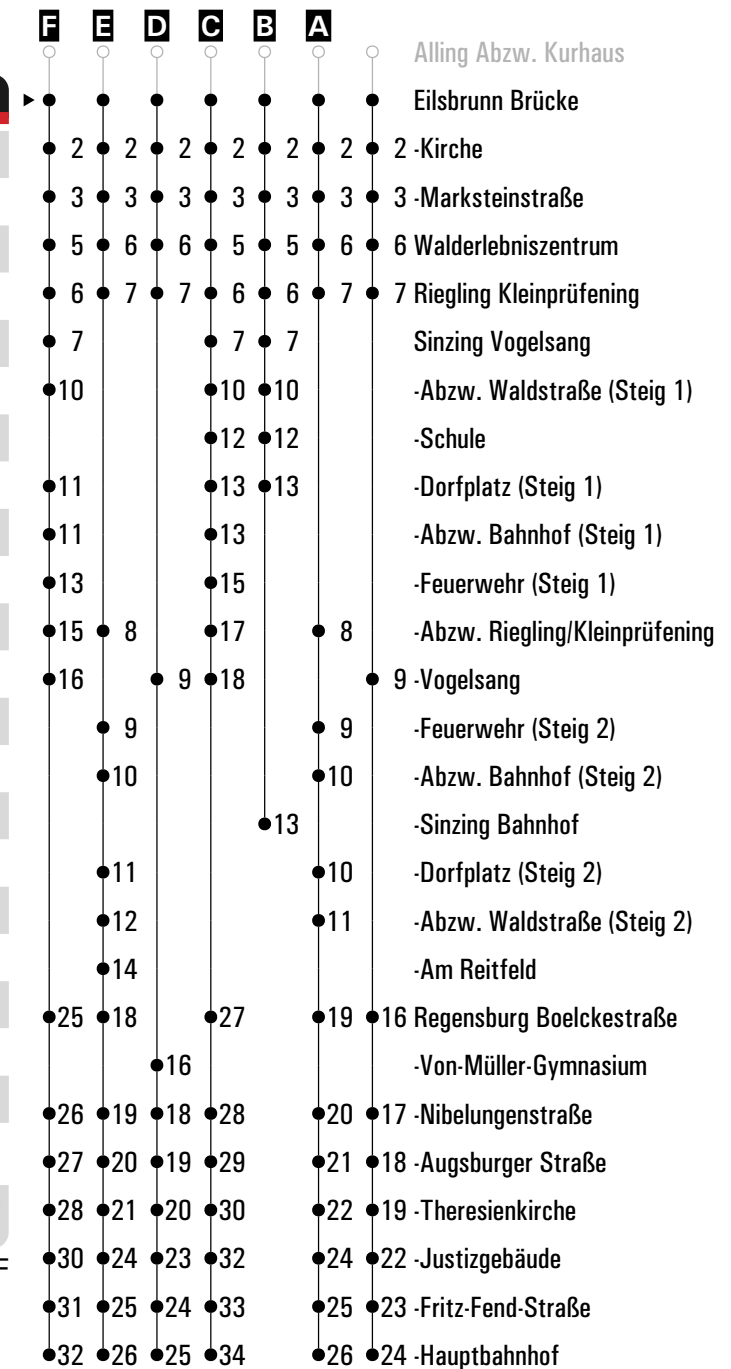 F E D C B A
Alling Abzw. Kurhaus
Eilsbrunn Brücke
2 2 2 2 2 2 2 -Kirche
3 3 3 3 3 3 3 -Marksteinstraße
5 6 6 5 5 6 6 Walderlebniszentrum
6 7 7 6 6 7 7 Riegling Kleinprüfening
7 7 7 Sinzing Vogelsang
10 10 10 -Abzw. Waldstraße (Steig 1)
12 12 -Schule
11 13 13 -Dorfplatz (Steig 1)
11 13 -Abzw. Bahnhof (Steig 1)
13 15 -Feuerwehr (Steig 1)
15 8 17 8 -Abzw. Riegling/Kleinprüfening
16 9 18 9 -Vogelsang
9 9 -Feuerwehr (Steig 2)
10 10 -Abzw. Bahnhof (Steig 2)
13 -Sinzing Bahnhof
11 10 -Dorfplatz (Steig 2)
12 11 -Abzw. Waldstraße (Steig 2)
14 -Am Reitfeld
25 18 27 19 16 Regensburg Boelckestraße
16 -Von-Müller-Gymnasium
26 19 18 28 20 17 -Nibelungenstraße
27 20 19 29 21 18 -Augsburger Straße
28 21 20 30 22 19 -Theresienkirche
30 24 23 32 24 22 -Justizgebäude
31 25 24 33 25 23 -Fritz-Fend-Straße
32 26 25 34 26 24 -Hauptbahnhof